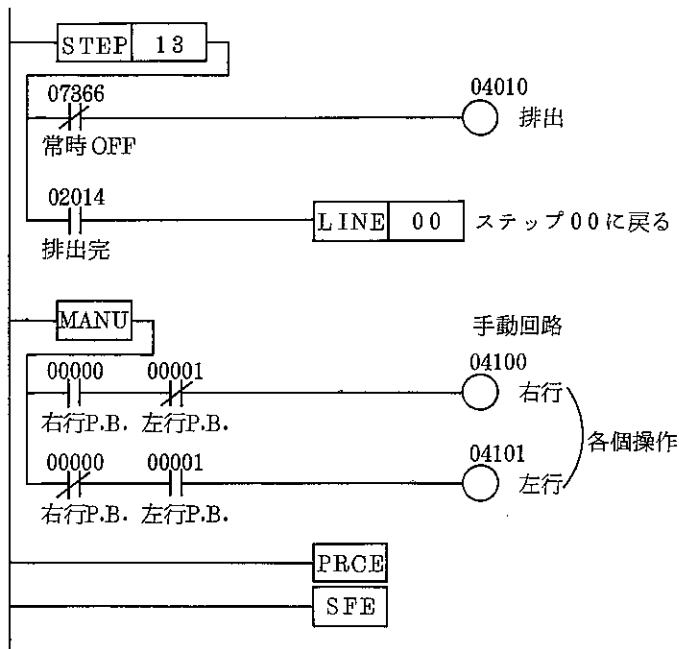 STEP 13
07366 04010
排出
常時OFF
02014
LINE 00 ステップ00に戻る
排出完
MANU
手動回路
00000 00001 04100
右行
右行P.B. 左行P.B.
各個操作
00000 00001 04101
左行
右行P.B. 左行P.B.
PRCE
SFE